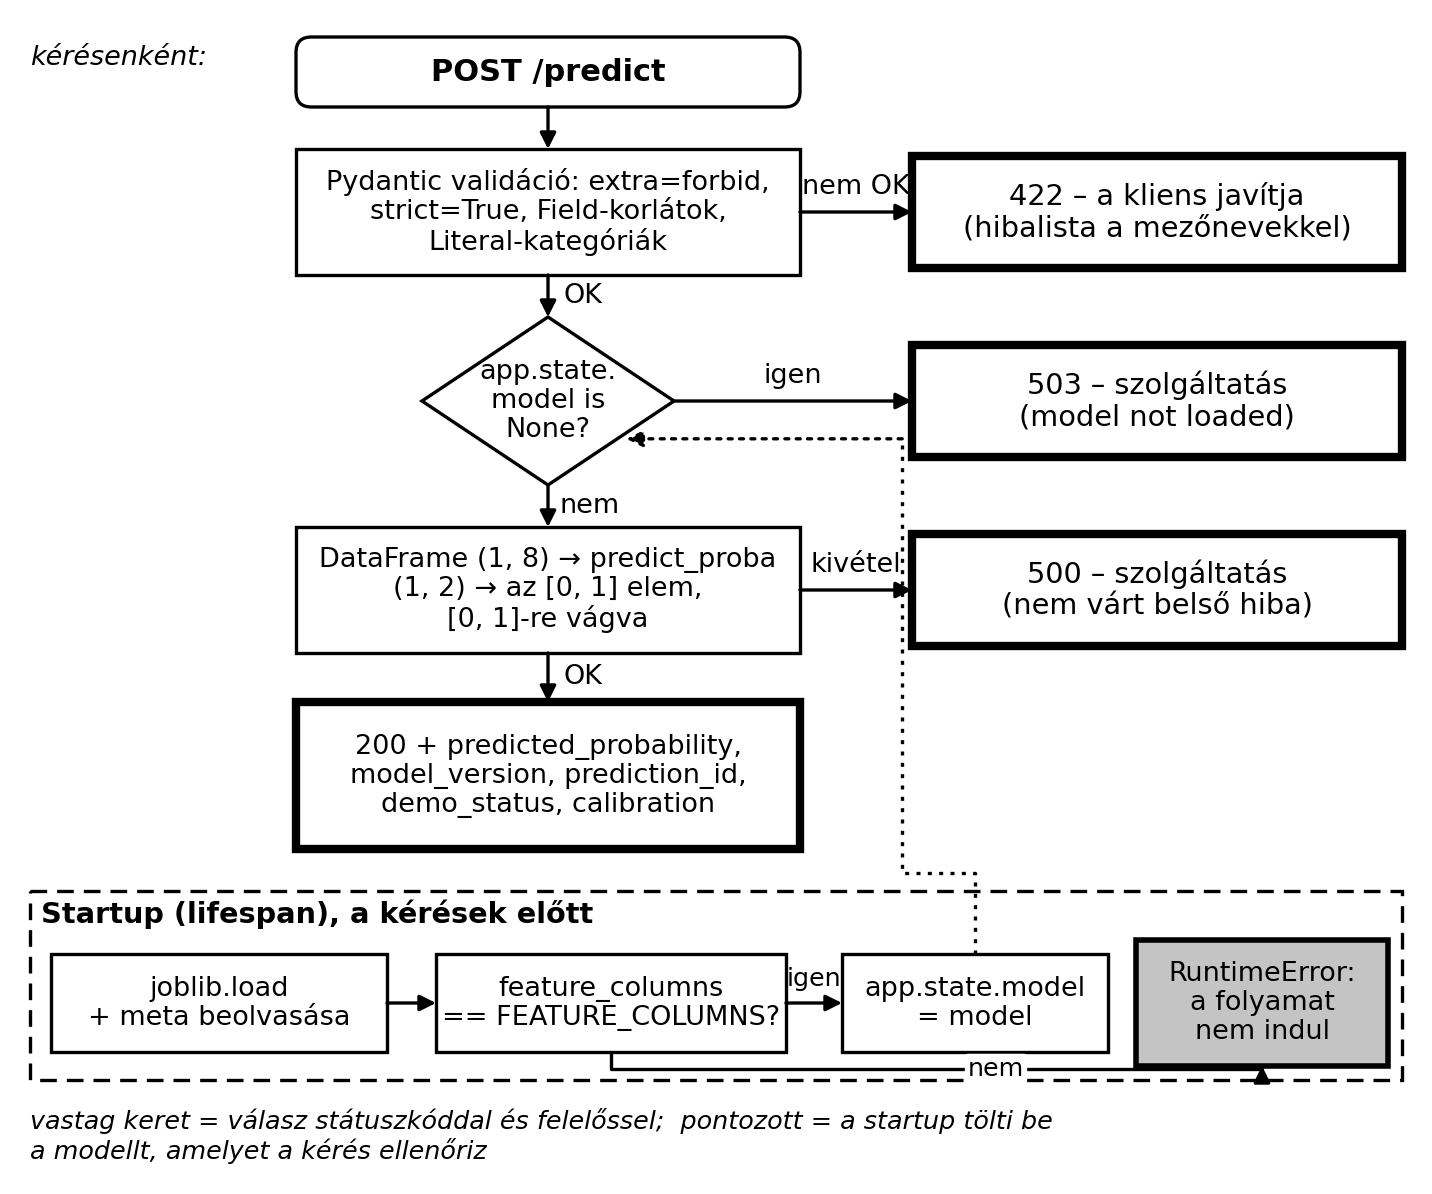 kérésenként:
POST /predict
Pydantic validáció: extra=forbid,
strict=True, Field-korlátok,
Literal-kategóriák
nem OK
422 – a kliens javítja
(hibalista a mezőnevekkel)
OK
app.state.
model is
None?
igen
503 – szolgáltatás
(model not loaded)
nem
DataFrame (1, 8) → predict_proba
(1, 2) → az [0, 1] elem,
[0, 1]-re vágva
kivétel
500 – szolgáltatás
(nem várt belső hiba)
OK
200 + predicted_probability,
model_version, prediction_id,
demo_status, calibration
Startup (lifespan), a kérések előtt
joblib.load
+ meta beolvasása
feature_columns
== FEATURE_COLUMNS?
igen
app.state.model
= model
RuntimeError:
a folyamat
nem indul
nem
vastag keret = válasz státuszkóddal és felelőssel;  pontozott = a startup tölti be
a modellt, amelyet a kérés ellenőriz